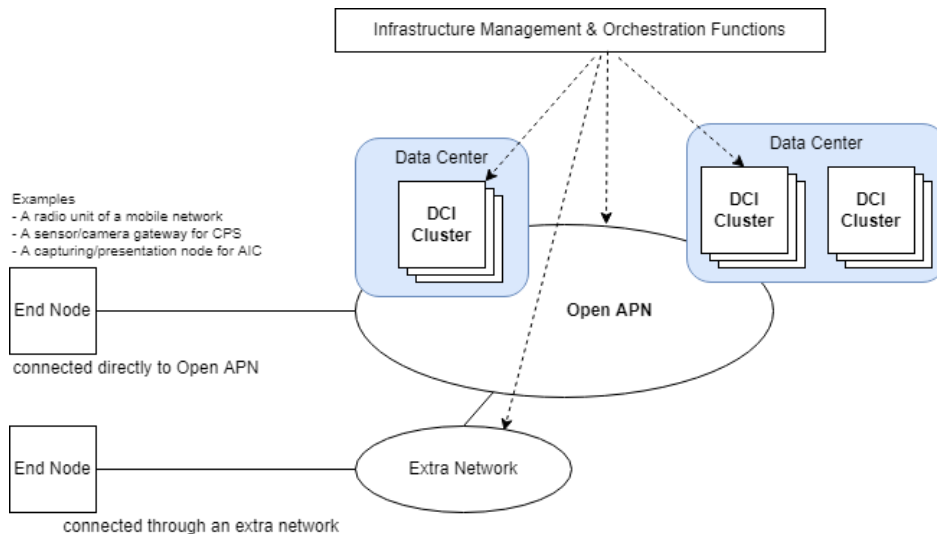 Infrastructure Management & Orchestration Functions
Data Center
DCI
Cluster
Data Center
DCI
Cluster
DCI
Cluster
Examples
- A radio unit of a mobile network
- A sensor/camera gateway for CPS
- A capturing/presentation node for AIC
End Node
Open APN
connected directly to Open APN
End Node
Extra Network
connected through an extra network